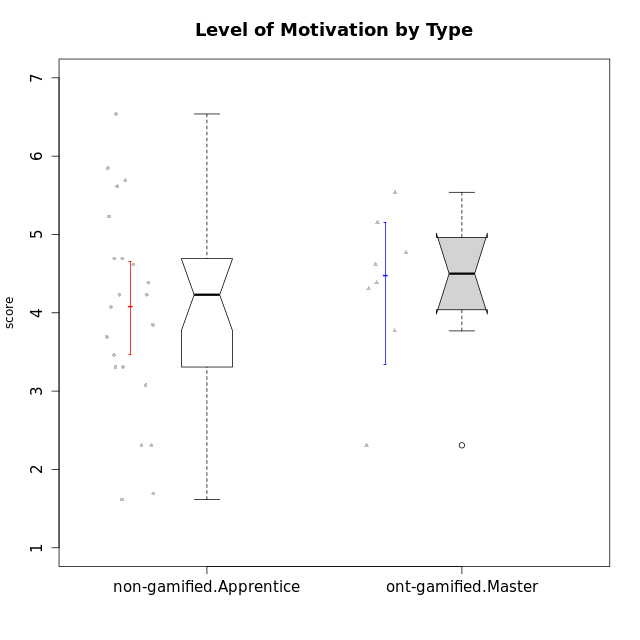 Level of Motivation by Type
7
6
5
4
3
2
1
score
non-gamified.Apprentice
ont-gamified.Master